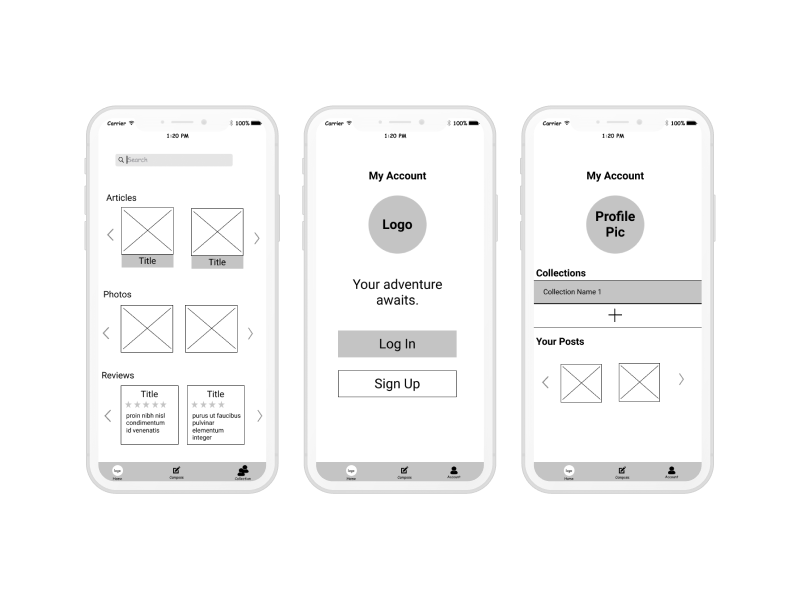 Carrier 100%
1:20 PM
Search
Articles
Title Title
Photos
Reviews
Title
proin nibh nisl
condimentum
id venenatis
Title
purus ut faucibus
pulvinar
elementum
integer
logo
Home Compose Collection
Carrier 100%
1:20 PM
My Account
Logo
Your adventure
awaits.
Log In
Sign Up
logo
Home Compose Account
Carrier 100%
1:20 PM
My Account
Profile
Pic
Collections
Collection Name 1
Your Posts
logo
Home Compose Account